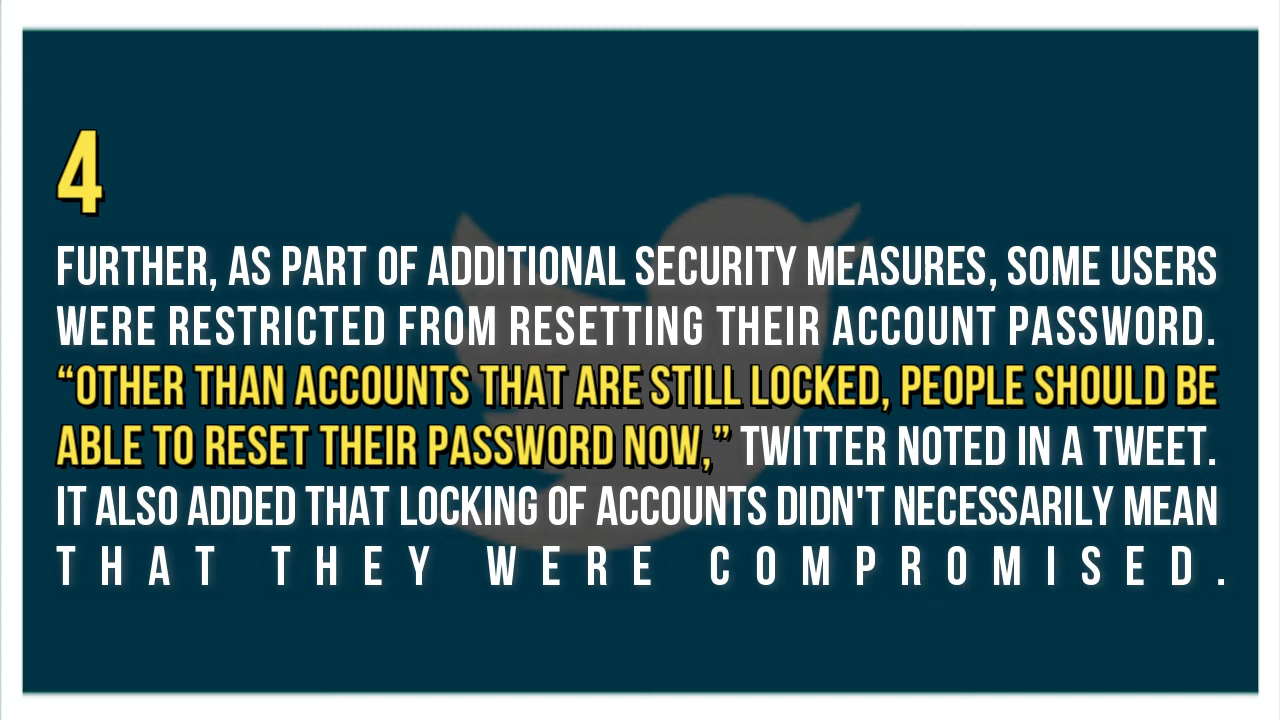 4
FURTHER, AS PART OF ADDITIONAL SECURITY MEASURES, SOME USERS
WERE RESTRICTED FROM RESETTING THEIR ACCOUNT PASSWORD.
“OTHER THAN ACCOUNTS THAT ARE STILL LOCKED, PEOPLE SHOULD BE
ABLE TO RESET THEIR PASSWORD NOW,” TWITTER NOTED IN A TWEET.
IT ALSO ADDED THAT LOCKING OF ACCOUNTS DIDN'T NECESSARILY MEAN
THAT THEY WERE COMPROMISED.